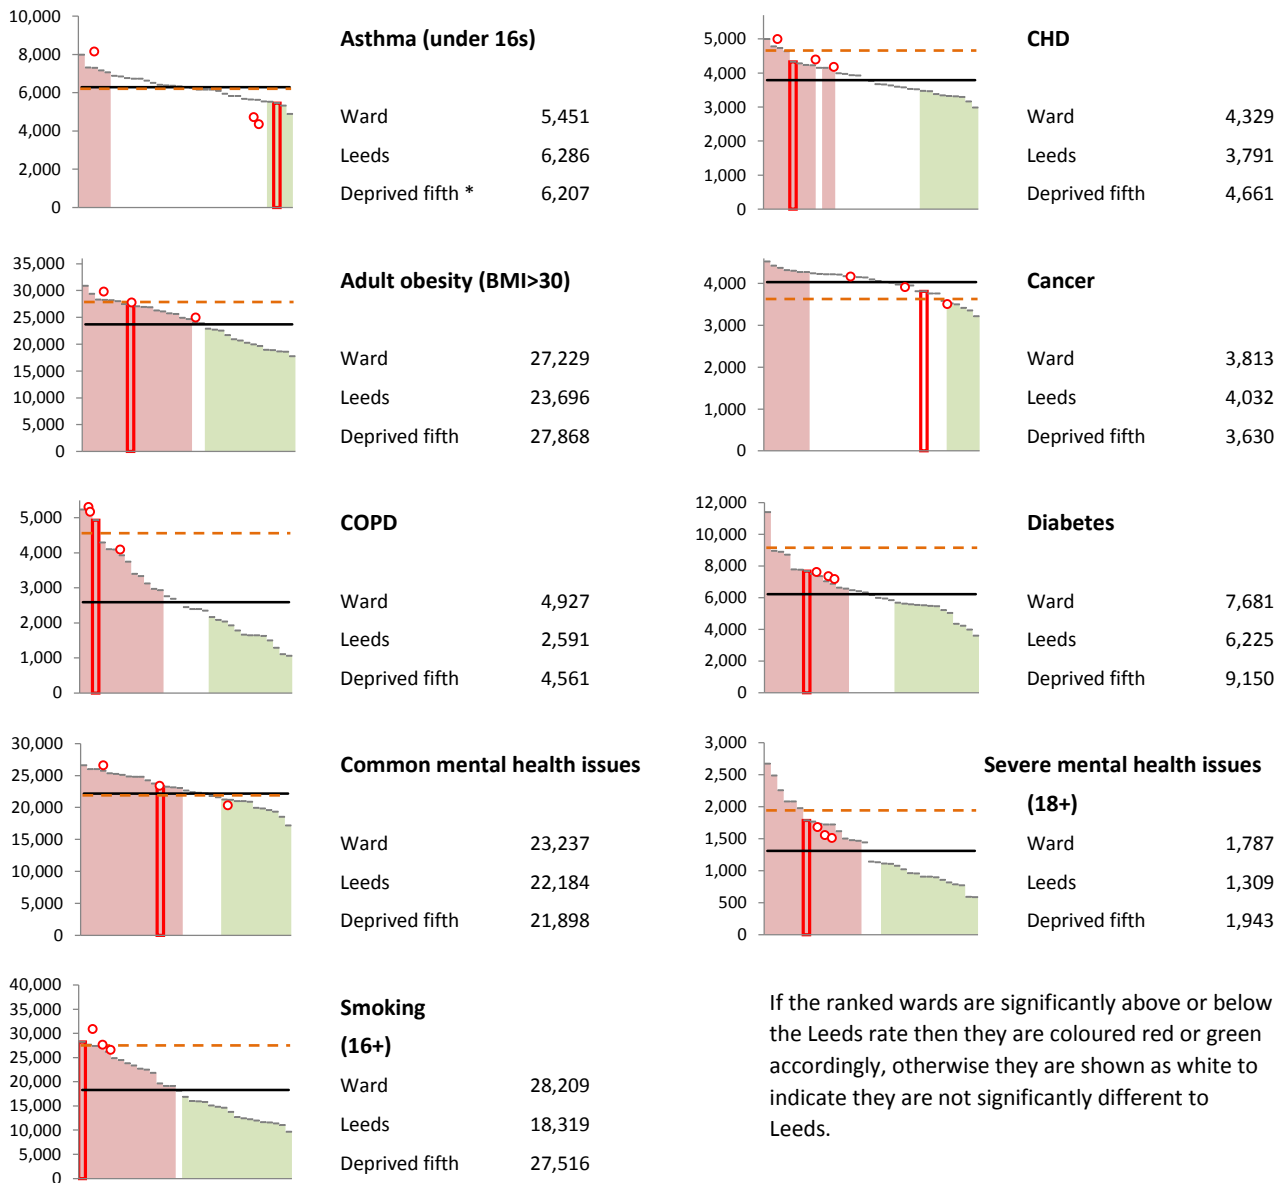 Asthma (under 16s)
10,000
8,000
6,000
4,000
2,000
0
Ward 5,451
Leeds 6,286
Deprived fifth * 6,207
CHD
5,000
4,000
3,000
2,000
1,000
0
Ward 4,329
Leeds 3,791
Deprived fifth 4,661
Adult obesity (BMI>30)
35,000
30,000
25,000
20,000
15,000
10,000
5,000
0
Ward 27,229
Leeds 23,696
Deprived fifth 27,868
Cancer
4,000
3,000
2,000
1,000
0
Ward 3,813
Leeds 4,032
Deprived fifth 3,630
COPD
5,000
4,000
3,000
2,000
1,000
0
Ward 4,927
Leeds 2,591
Deprived fifth 4,561
Diabetes
12,000
10,000
8,000
6,000
4,000
2,000
0
Ward 7,681
Leeds 6,225
Deprived fifth 9,150
Common mental health issues
30,000
25,000
20,000
15,000
10,000
5,000
0
Ward 23,237
Leeds 22,184
Deprived fifth 21,898
Severe mental health issues
(18+)
3,000
2,500
2,000
1,500
1,000
500
0
Ward 1,787
Leeds 1,309
Deprived fifth 1,943
Smoking
(16+)
40,000
35,000
30,000
25,000
20,000
15,000
10,000
5,000
0
Ward 28,209
Leeds 18,319
Deprived fifth 27,516
If the ranked wards are significantly above or below
the Leeds rate then they are coloured red or green
accordingly, otherwise they are shown as white to
indicate they are not significantly different to
Leeds.